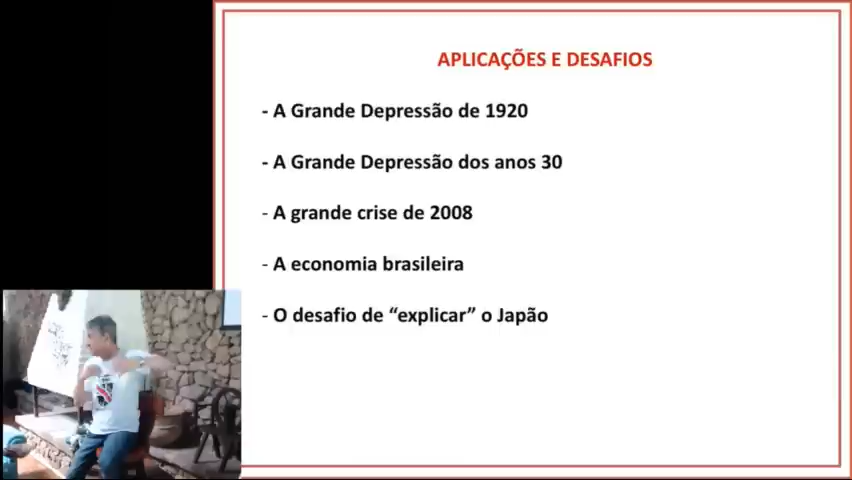 APLICAÇÕES E DESAFIOS
- A Grande Depressão de 1920
- A Grande Depressão dos anos 30
- A grande crise de 2008
- A economia brasileira
- O desafio de “explicar” o Japão